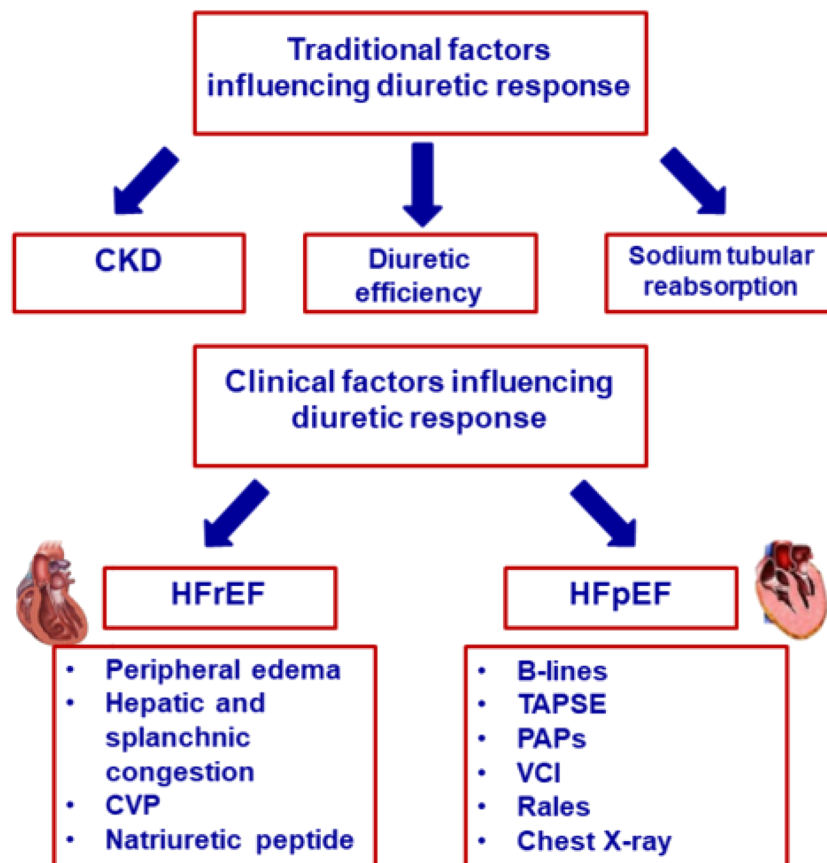 Traditional factors
influencing diuretic response
CKD
Diuretic
efficiency
Sodium tubular
reabsorption
Clinical factors influencing
diuretic response
HFrEF
• Peripheral edema
• Hepatic and
splanchnic
congestion
• CVP
• Natriuretic peptide
HFpEF
• B-lines
• TAPSE
• PAPs
• VCI
• Rales
• Chest X-ray